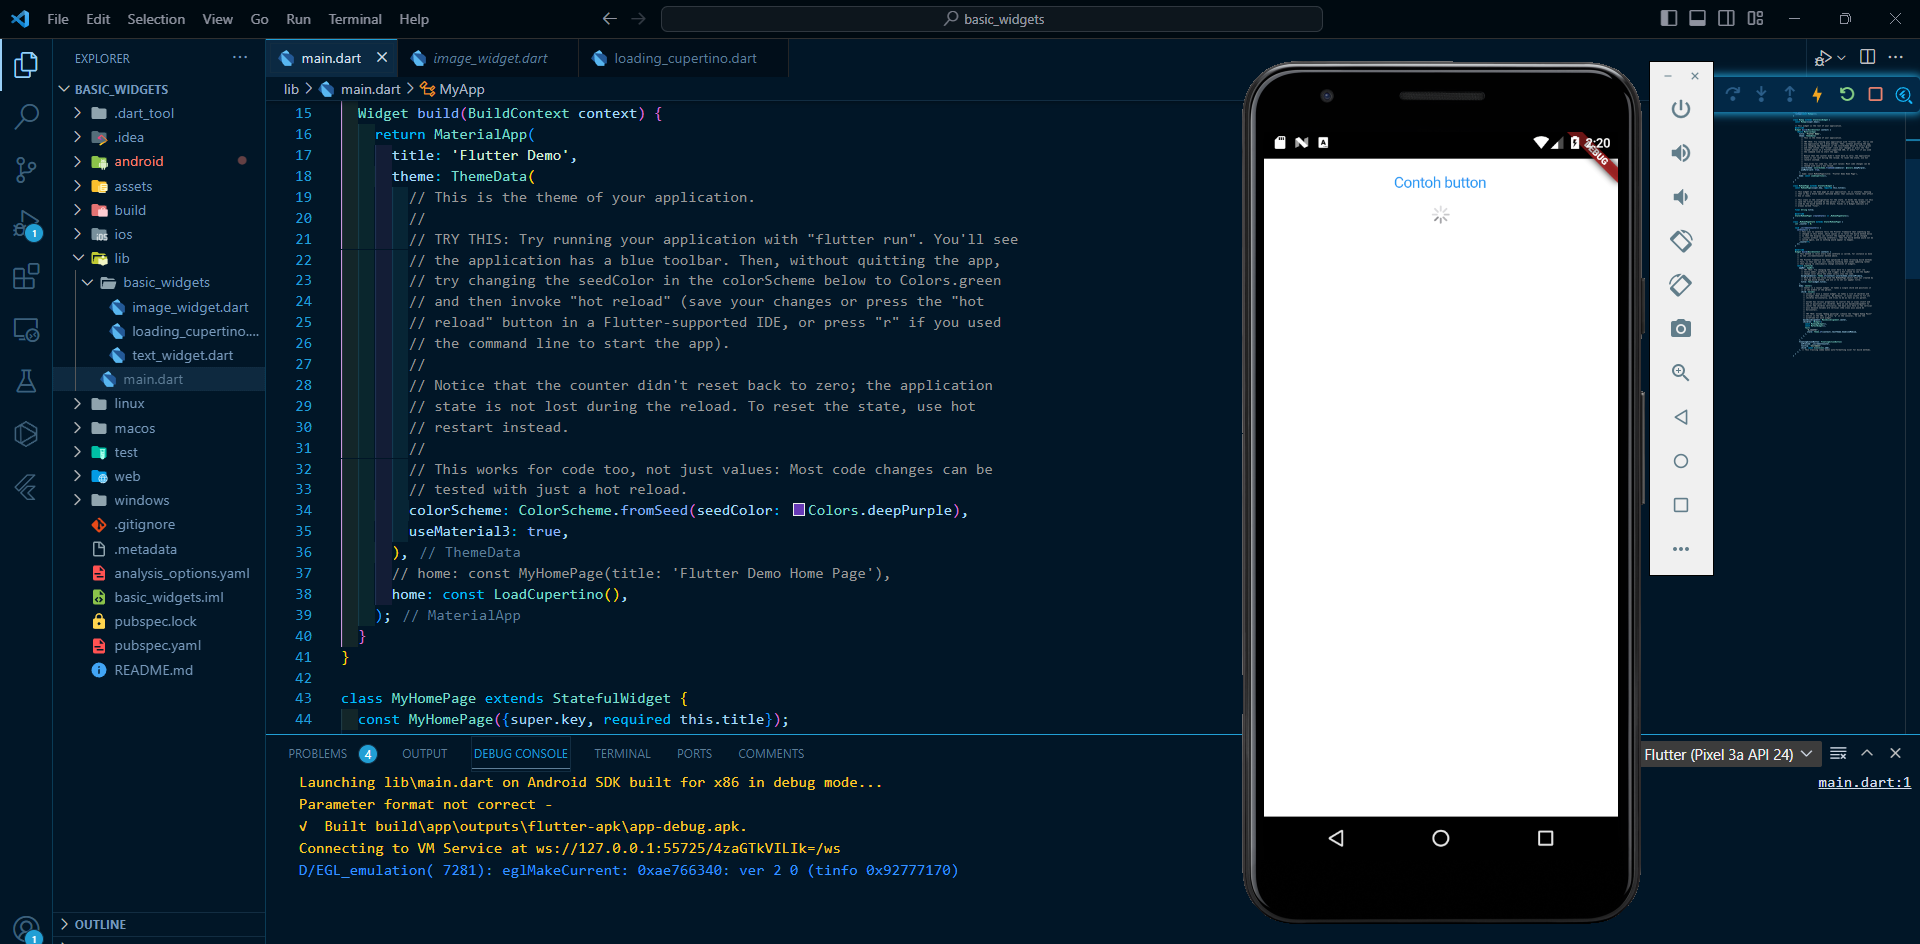 File Edit Selection View Go Run Terminal Help
basic_widgets
EXPLORER
main.dart
image_widget.dart
loading_cupertino.dart
lib > main.dart > MyApp
BASIC_WIDGETS
.dart_tool
.idea
android
assets
build
ios
lib
basic_widgets
image_widget.dart
loading_cupertino....
text_widget.dart
main.dart
linux
macos
test
web
windows
.gitignore
.metadata
analysis_options.yaml
basic_widgets.iml
pubspec.lock
pubspec.yaml
README.md
OUTLINE
1
1
15 Widget build(BuildContext context) {
16 return MaterialApp(
17 title: 'Flutter Demo',
18 theme: ThemeData(
19 // This is the theme of your application.
20 //
21 // TRY THIS: Try running your application with "flutter run". You'll see
22 // the application has a blue toolbar. Then, without quitting the app,
23 // try changing the seedColor in the colorScheme below to Colors.green
24 // and then invoke "hot reload" (save your changes or press the "hot
25 // reload" button in a Flutter-supported IDE, or press "r" if you used
26 // the command line to start the app).
27 //
28 // Notice that the counter didn't reset back to zero; the application
29 // state is not lost during the reload. To reset the state, use hot
30 // restart instead.
31 //
32 // This works for code too, not just values: Most code changes can be
33 // tested with just a hot reload.
34 colorScheme: ColorScheme.fromSeed(seedColor: Colors.deepPurple),
35 useMaterial3: true,
36 ), // ThemeData
37 // home: const MyHomePage(title: 'Flutter Demo Home Page'),
38 home: const LoadCupertino(),
39 ); // MaterialApp
40 }
41 }
42
43 class MyHomePage extends StatefulWidget {
44 const MyHomePage({super.key, required this.title});
PROBLEMS 4 OUTPUT DEBUG CONSOLE TERMINAL PORTS COMMENTS
Flutter (Pixel 3a API 24)
Launching lib\main.dart on Android SDK built for x86 in debug mode...
main.dart:1
Parameter format not correct -
√ Built build\app\outputs\flutter-apk\app-debug.apk.
Connecting to VM Service at ws://127.0.0.1:55725/4zaGTkVILIk=/ws
D/EGL_emulation( 7281): eglMakeCurrent: 0xae766340: ver 2 0 (tinfo 0x92777170)
2:20
DEBUG
Contoh button